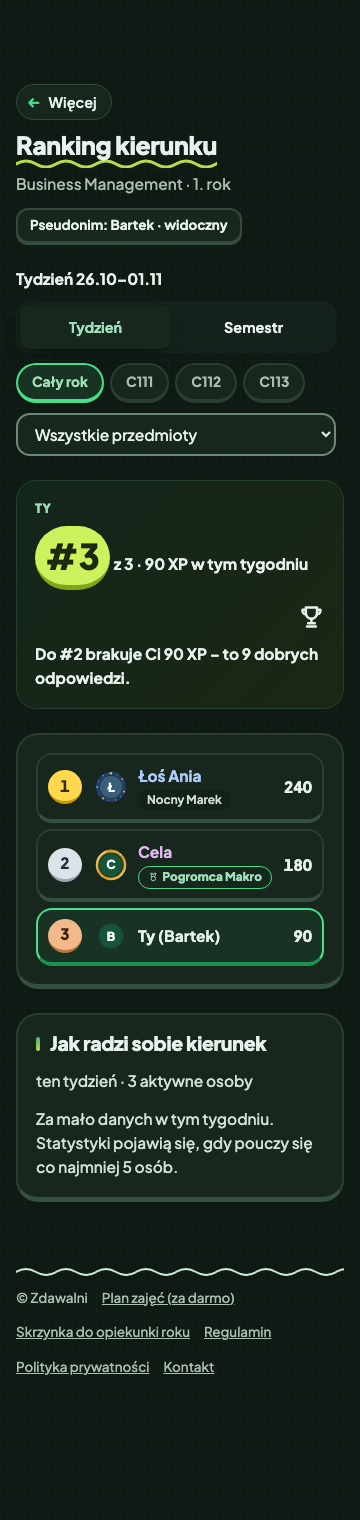 ← Więcej
Ranking kierunku
Business Management · 1. rok
Pseudonim: Bartek · widoczny
Tydzień 26.10–01.11
Tydzień Semestr
Cały rok C111 C112 C113
Wszystkie przedmioty
TY
#3 z 3 · 90 XP w tym tygodniu
Do #2 brakuje Ci 90 XP – to 9 dobrych
odpowiedzi.
1 Ł Łoś Ania 240
Nocny Marek
2 C Cela 180
Pogromca Makro
3 B Ty (Bartek) 90
Jak radzi sobie kierunek
ten tydzień · 3 aktywne osoby
Za mało danych w tym tygodniu.
Statystyki pojawią się, gdy pouczy się
co najmniej 5 osób.
© Zdawalni Plan zajęć (za darmo)
Skrzynka do opiekunki roku Regulamin
Polityka prywatności Kontakt